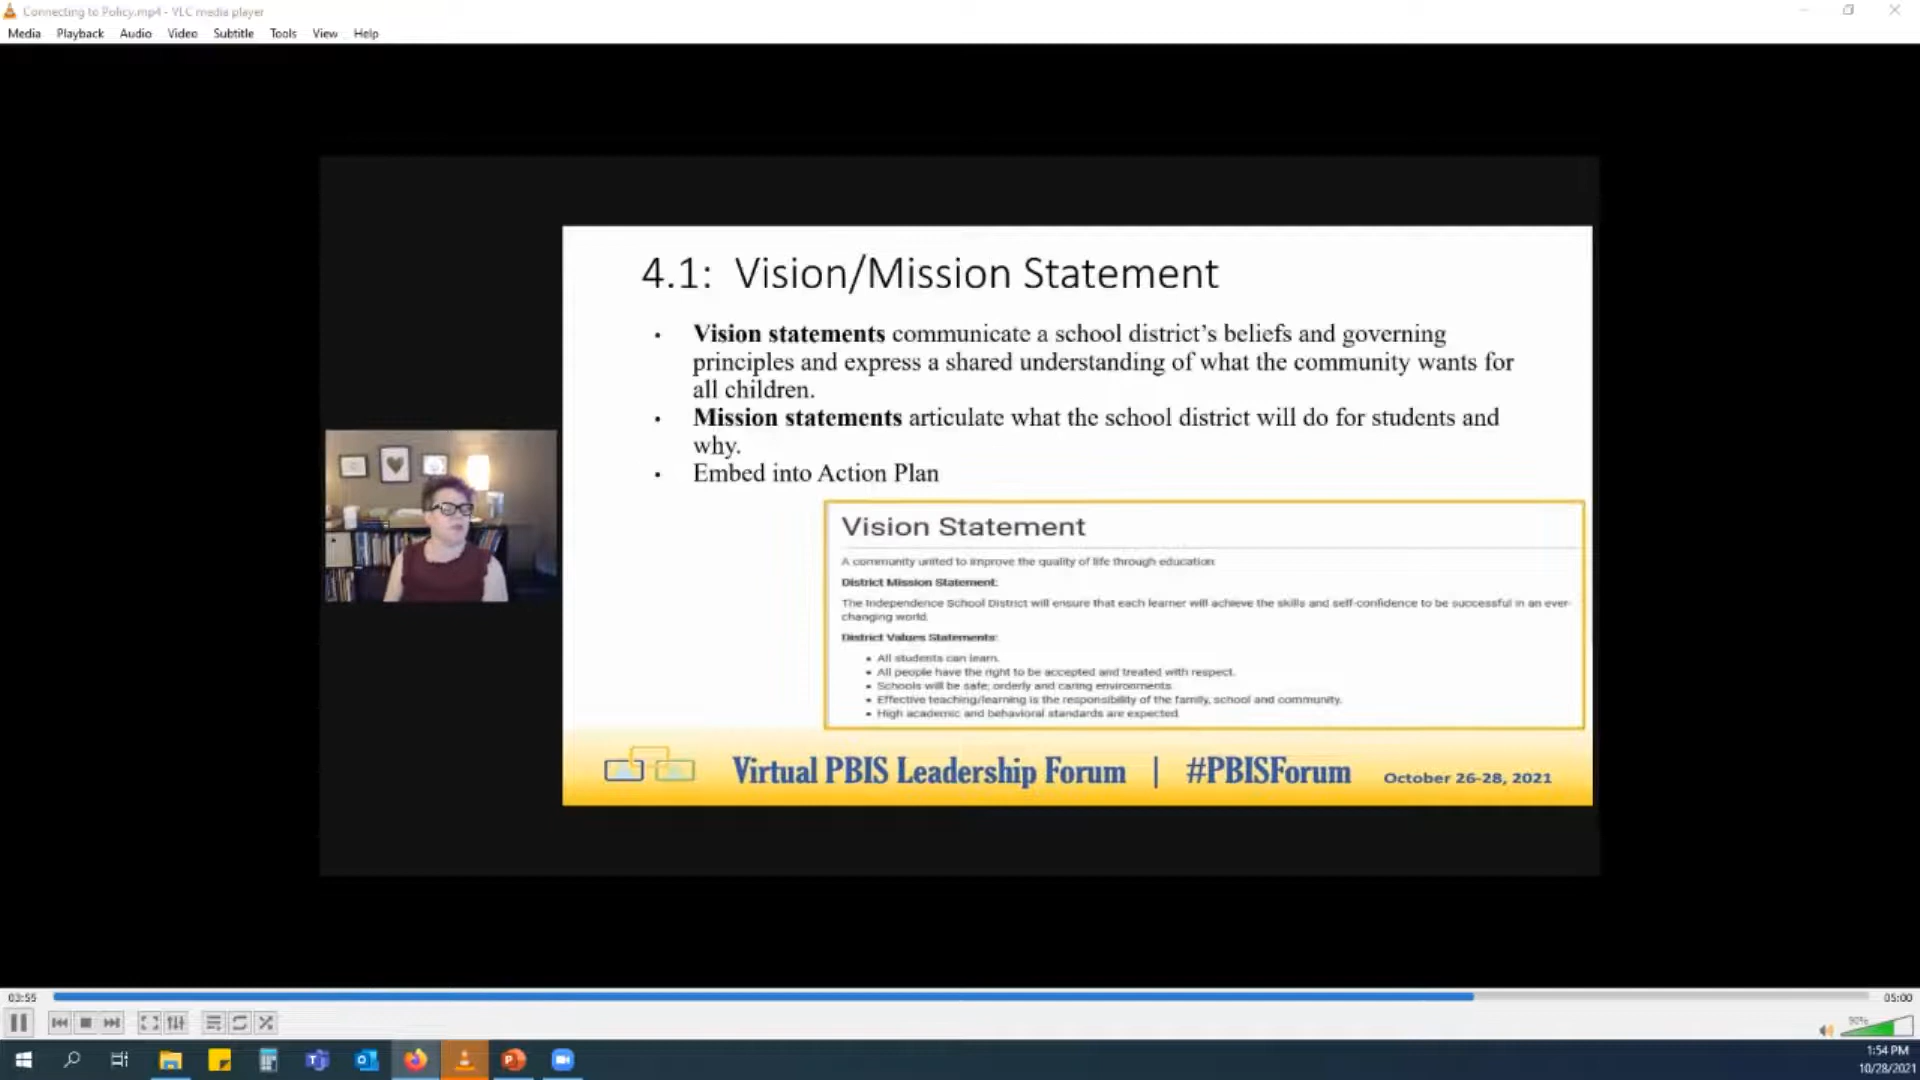 Connecting to Policy.mp4 - VLC media player
Media Playback Audio Video Subtitle Tools View Help
4.1: Vision/Mission Statement
• Vision statements communicate a school district’s beliefs and governing
principles and express a shared understanding of what the community wants for
all children.
• Mission statements articulate what the school district will do for students and
why.
• Embed into Action Plan
Vision Statement
A community united to improve the quality of life through education
District Mission Statement:
The Independence School District will ensure that each learner will achieve the skills and self-confidence to be successful in an ever-
changing world.
District Values Statements:
• All students can learn.
• All people have the right to be accepted and treated with respect.
• Schools will be safe, orderly and caring environments.
• Effective teaching/learning is the responsibility of the family, school and community.
• High academic and behavioral standards are expected.
Virtual PBIS Leadership Forum | #PBISForum October 26-28, 2021
03:55
05:00
90%
1:54 PM
10/28/2021